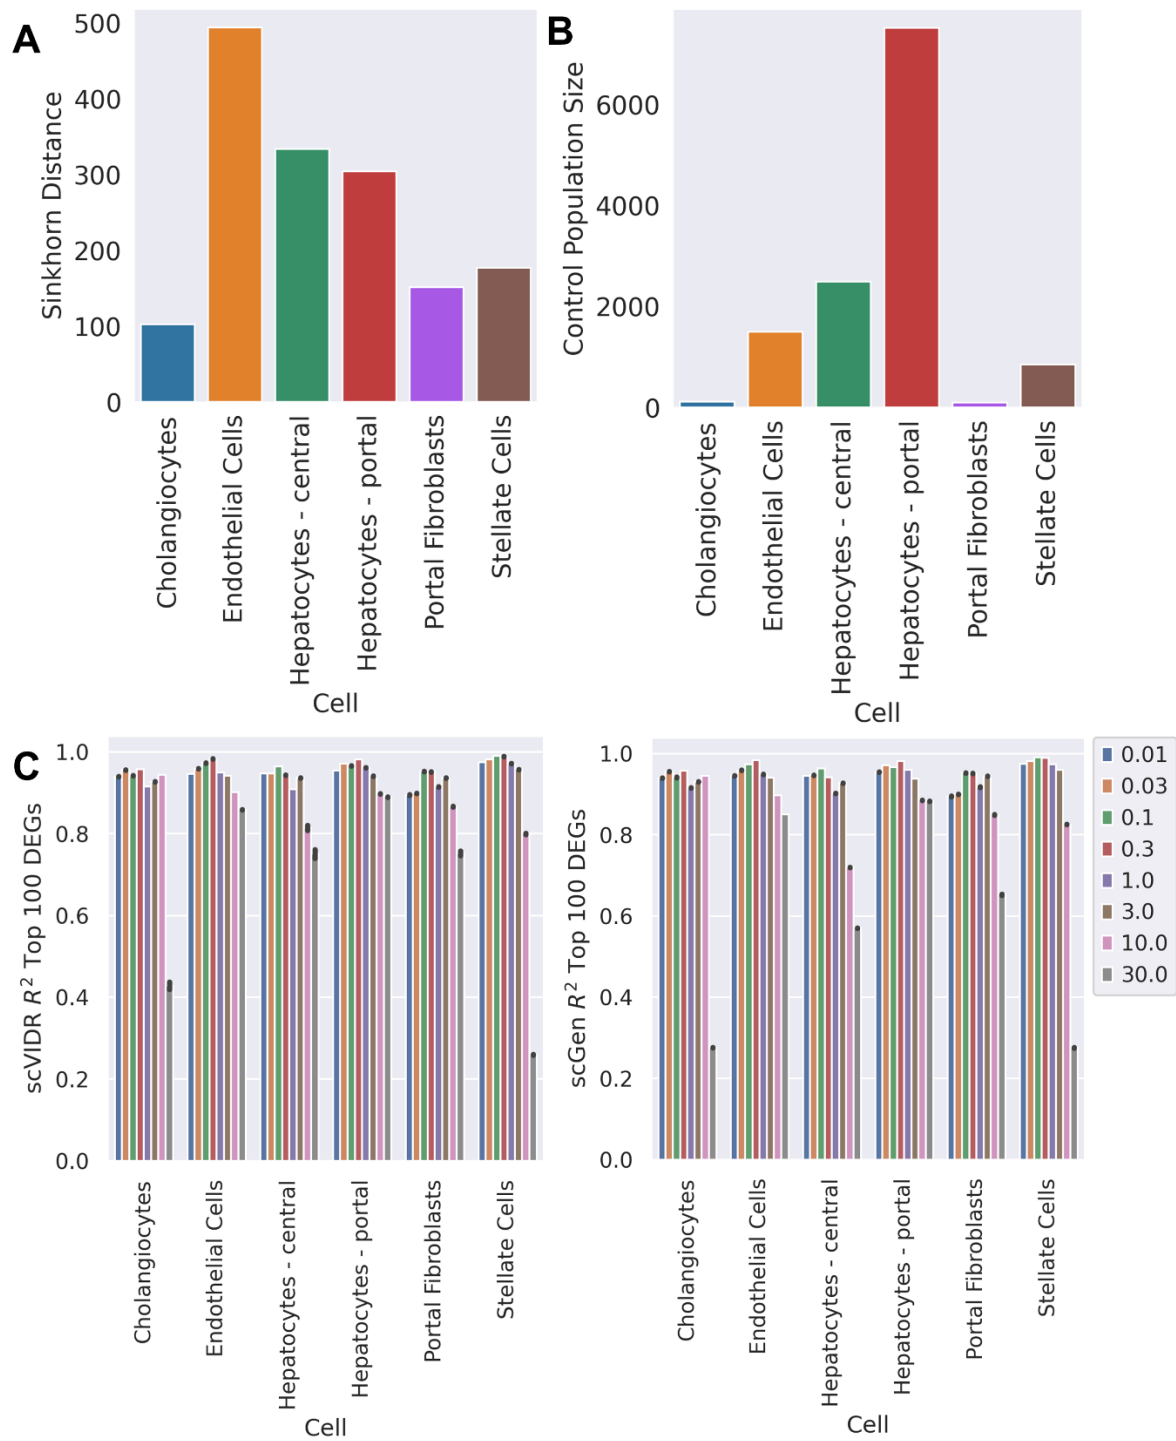 A
500
400
300
200
100
0
Sinkhorn Distance
Cholangiocytes
Endothelial Cells
Hepatocytes - central
Hepatocytes - portal
Portal Fibroblasts
Stellate Cells
Cell
B
6000
4000
2000
0
Control Population Size
Cholangiocytes
Endothelial Cells
Hepatocytes - central
Hepatocytes - portal
Portal Fibroblasts
Stellate Cells
Cell
C
1.0
0.8
0.6
0.4
0.2
0.0
scVIDR R² Top 100 DEGs
Cholangiocytes
Endothelial Cells
Hepatocytes - central
Hepatocytes - portal
Portal Fibroblasts
Stellate Cells
Cell
1.0
0.8
0.6
0.4
0.2
0.0
scGen R² Top 100 DEGs
Cholangiocytes
Endothelial Cells
Hepatocytes - central
Hepatocytes - portal
Portal Fibroblasts
Stellate Cells
Cell
0.01
0.03
0.1
0.3
1.0
3.0
10.0
30.0